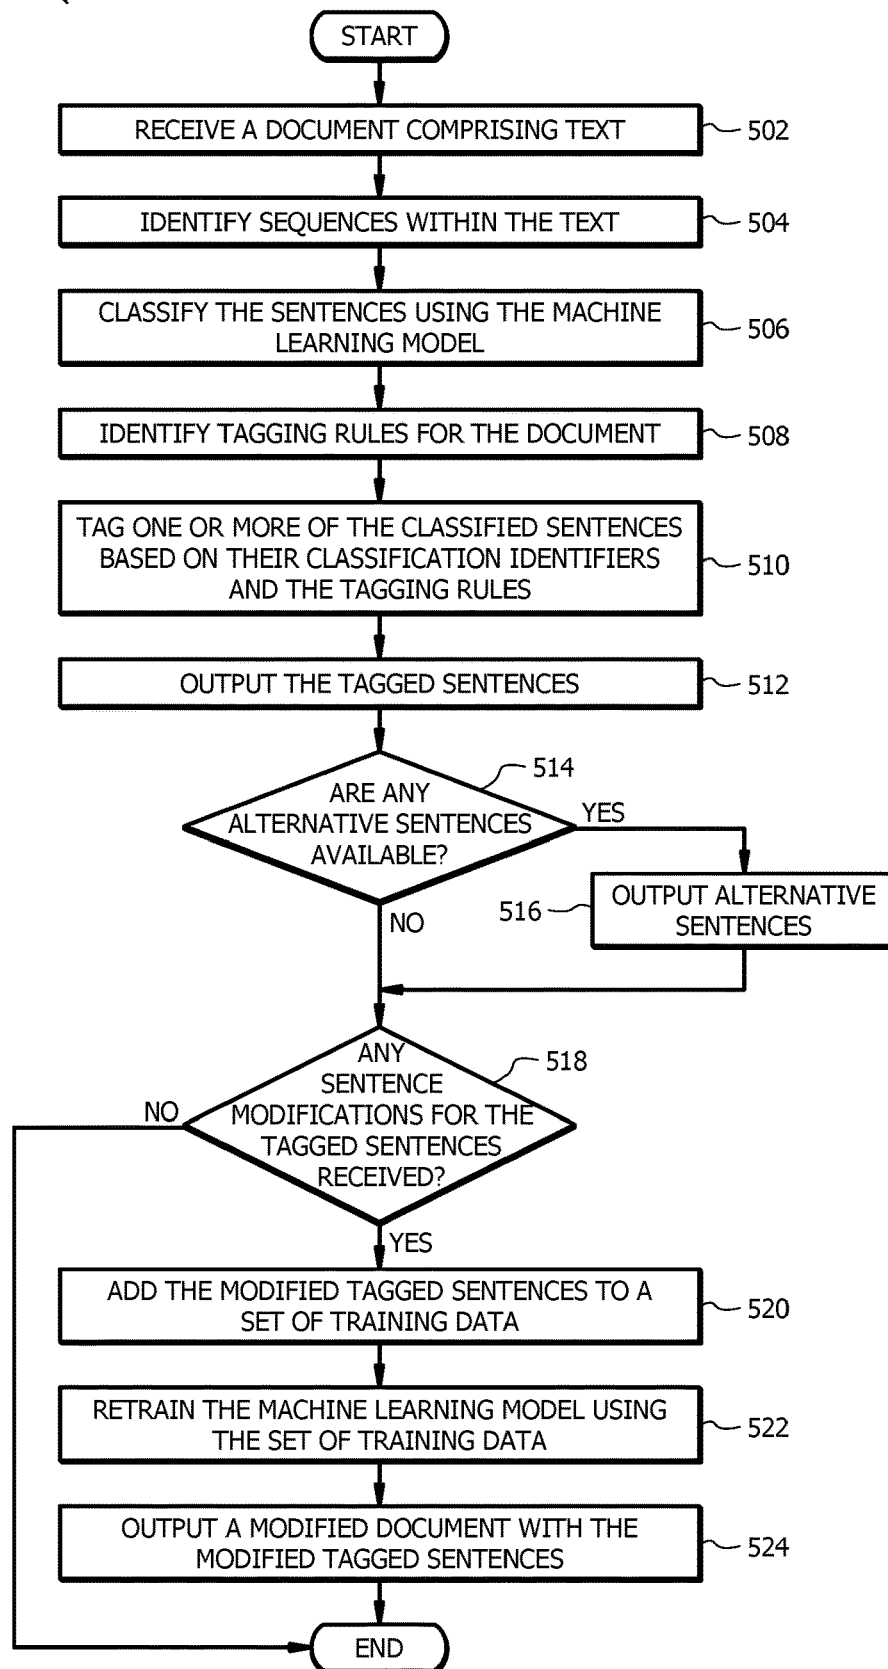 START
RECEIVE A DOCUMENT COMPRISING TEXT
502
IDENTIFY SEQUENCES WITHIN THE TEXT
504
CLASSIFY THE SENTENCES USING THE MACHINE
LEARNING MODEL
506
IDENTIFY TAGGING RULES FOR THE DOCUMENT
508
TAG ONE OR MORE OF THE CLASSIFIED SENTENCES
BASED ON THEIR CLASSIFICATION IDENTIFIERS
AND THE TAGGING RULES
510
OUTPUT THE TAGGED SENTENCES
512
514
ARE ANY
ALTERNATIVE SENTENCES
AVAILABLE?
YES
NO
516
OUTPUT ALTERNATIVE
SENTENCES
518
ANY
SENTENCE
MODIFICATIONS FOR THE
TAGGED SENTENCES
RECEIVED?
NO
YES
ADD THE MODIFIED TAGGED SENTENCES TO A
SET OF TRAINING DATA
520
RETRAIN THE MACHINE LEARNING MODEL USING
THE SET OF TRAINING DATA
522
OUTPUT A MODIFIED DOCUMENT WITH THE
MODIFIED TAGGED SENTENCES
524
END